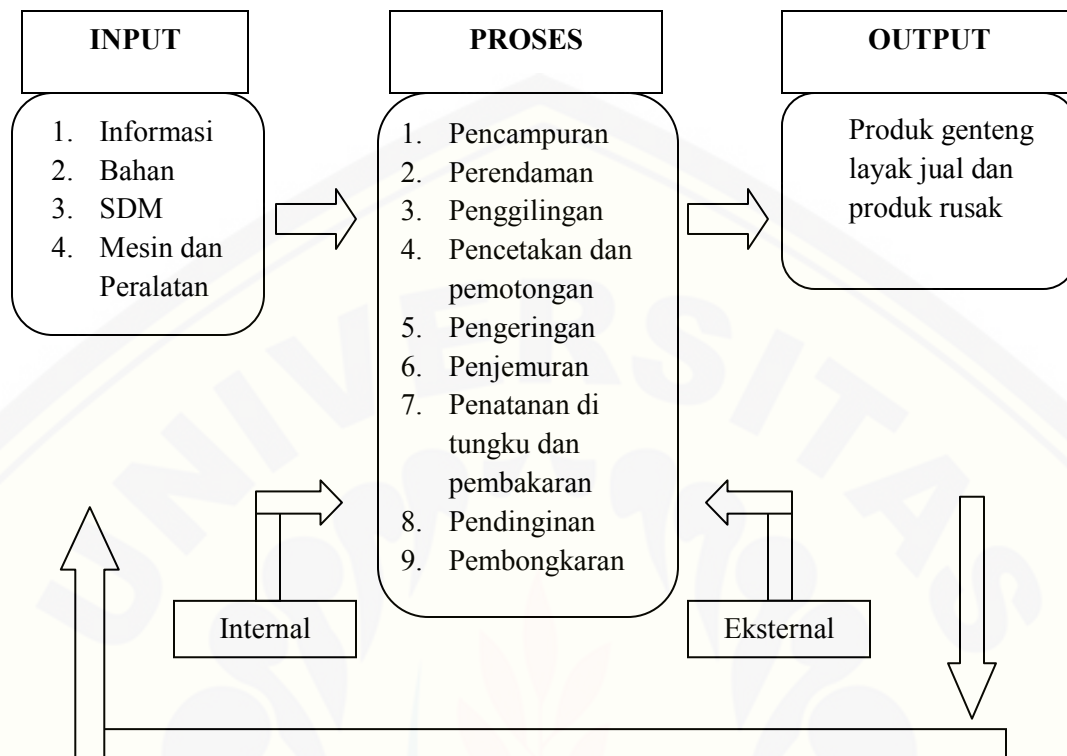 INPUT
1. Informasi
2. Bahan
3. SDM
4. Mesin dan
Peralatan
PROSES
1. Pencampuran
2. Perendaman
3. Penggilingan
4. Pencetakan dan
pemotongan
5. Pengeringan
6. Penjemuran
7. Penatanan di
tungku dan
pembakaran
8. Pendinginan
9. Pembongkaran
OUTPUT
Produk genteng
layak jual dan
produk rusak
Internal
Eksternal
UNIVERSITAS